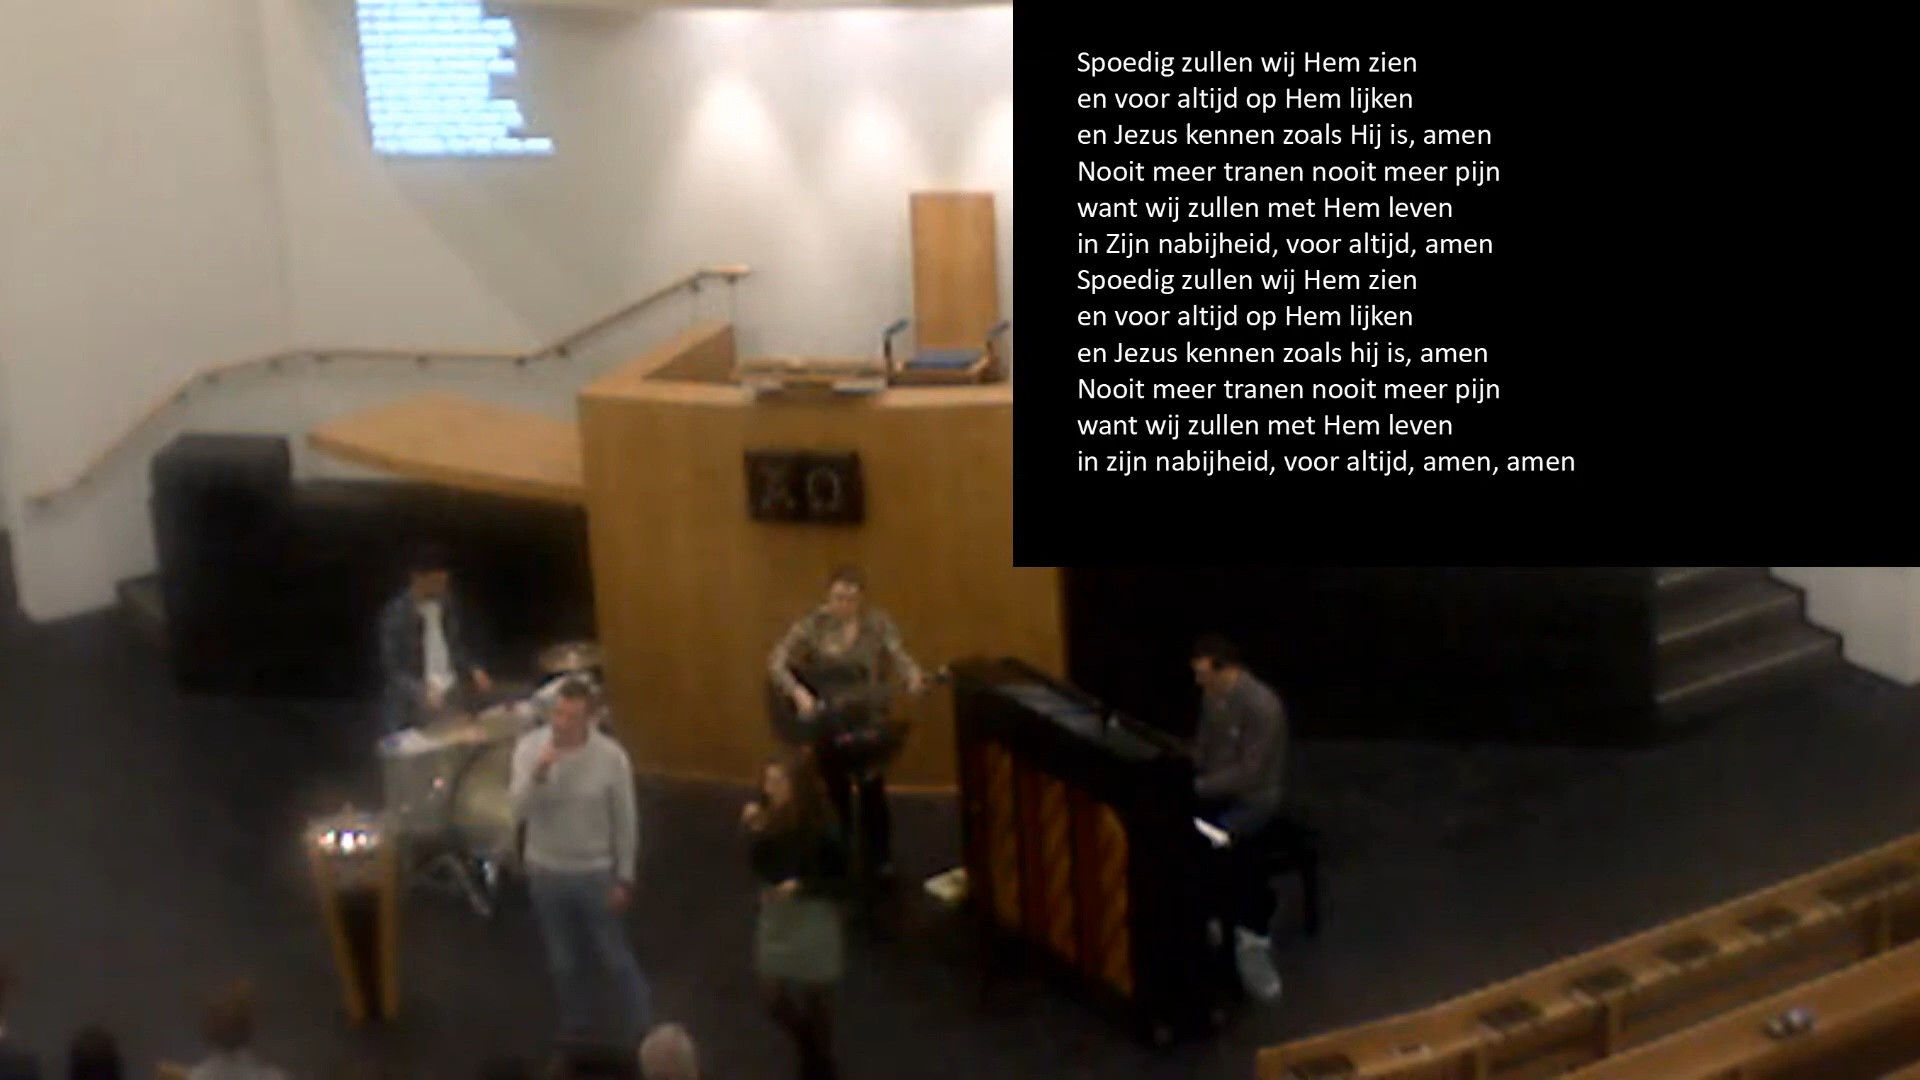 Spoedig zullen wij Hem zien
en voor altijd op Hem lijken
en Jezus kennen zoals Hij is, amen
Nooit meer tranen nooit meer pijn
want wij zullen met Hem leven
in Zijn nabijheid, voor altijd, amen
Spoedig zullen wij Hem zien
en voor altijd op Hem lijken
en Jezus kennen zoals hij is, amen
Nooit meer tranen nooit meer pijn
want wij zullen met Hem leven
in zijn nabijheid, voor altijd, amen, amen